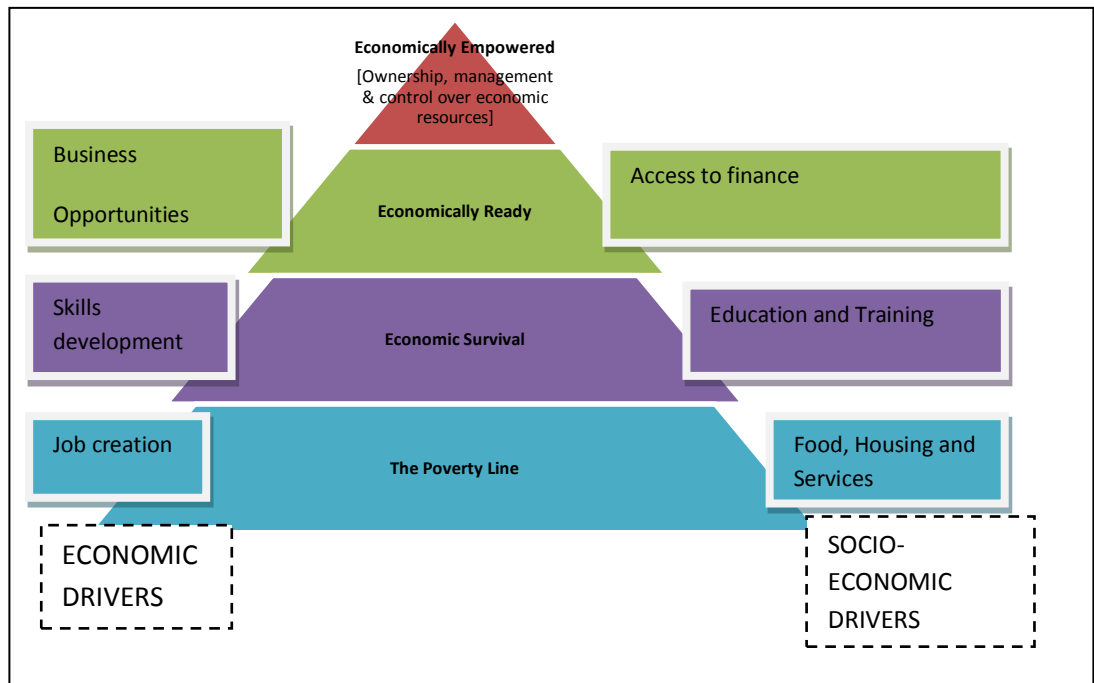 Economically Empowered
[Ownership, management
& control over economic
resources]
Business
Opportunities
Economically Ready
Access to finance
Skills
development
Economic Survival
Education and Training
Job creation
The Poverty Line
Food, Housing and
Services
ECONOMIC
DRIVERS
SOCIO-
ECONOMIC
DRIVERS